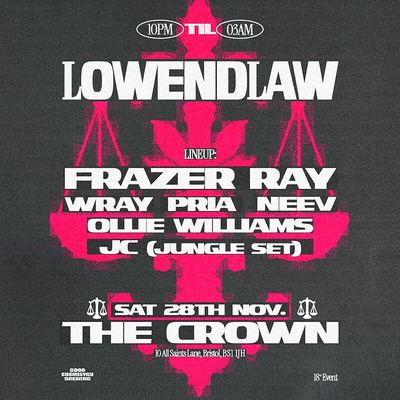 10PM TIL 03AM
LOWENDLAW
LINEUP:
FRAZER RAY
WRAY PRIA NEEV
OLLIE WILLIAMS
JC (JUNGLE SET)
SAT 28TH NOV.
THE CROWN
10 All Saints Lane, Bristol, BS1 1JH
GOOD
CHEMISTRY
BREWING
18+ Event